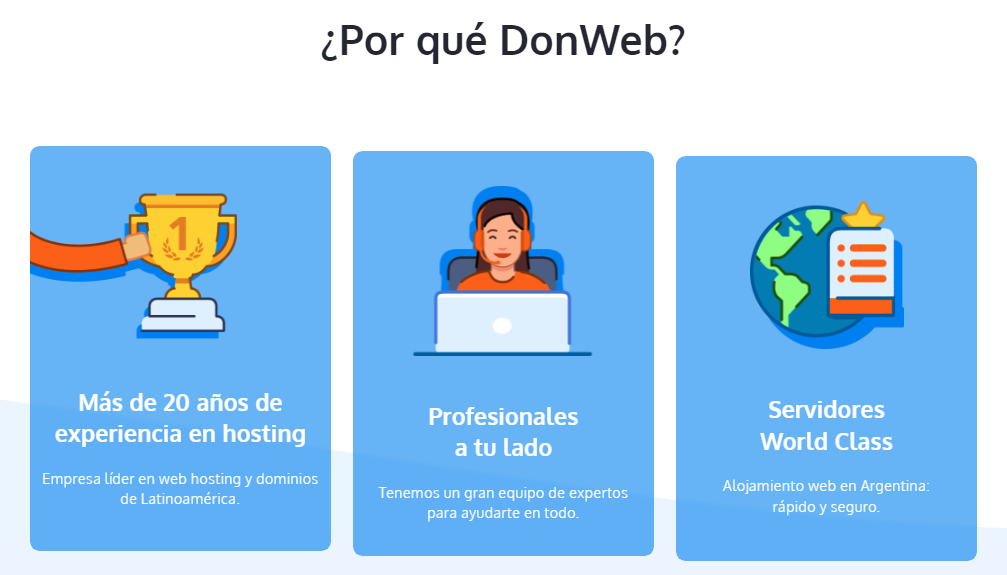 ¿Por qué DonWeb?
1
Más de 20 años de
experiencia en hosting
Empresa líder en web hosting y dominios
de Latinoamérica.
Profesionales
a tu lado
Tenemos un gran equipo de expertos
para ayudarte en todo.
Servidores
World Class
Alojamiento web en Argentina:
rápido y seguro.